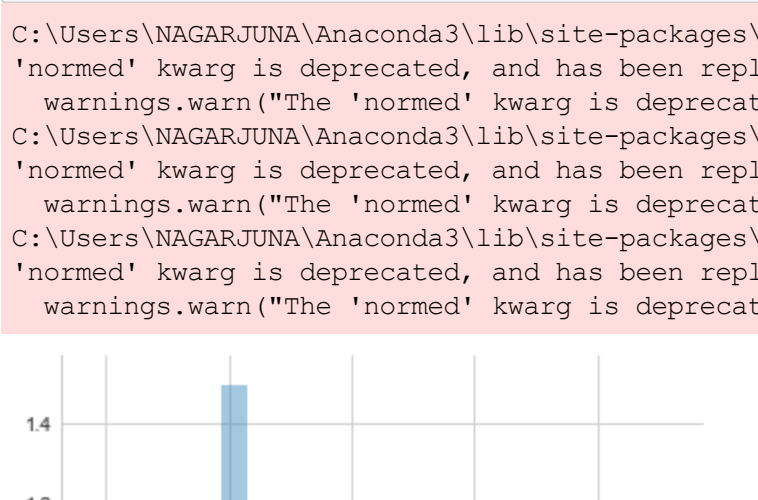 C:\Users\NAGARJUNA\Anaconda3\lib\site-packages\
'normed' kwarg is deprecated, and has been repl
warnings.warn("The 'normed' kwarg is deprecat
C:\Users\NAGARJUNA\Anaconda3\lib\site-packages\
'normed' kwarg is deprecated, and has been repl
warnings.warn("The 'normed' kwarg is deprecat
C:\Users\NAGARJUNA\Anaconda3\lib\site-packages\
'normed' kwarg is deprecated, and has been repl
warnings.warn("The 'normed' kwarg is deprecat
1.4